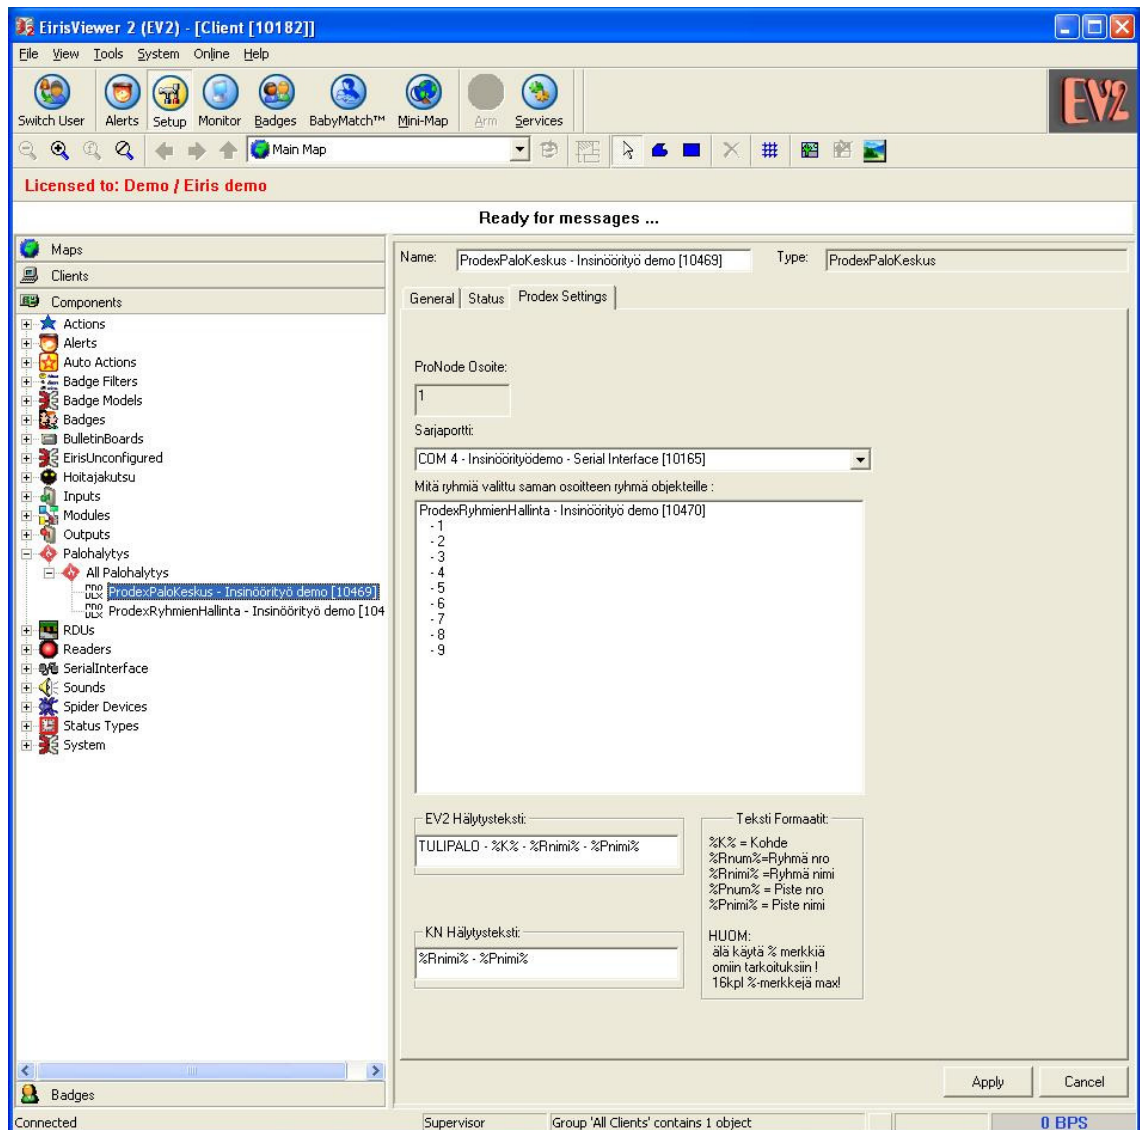 EirisViewer 2 (EV2) - [Client [10182]]
File View Tools System Online Help
Switch User Alerts Setup Monitor Badges BabyMatch™ Mini-Map Arm Services
EV2
Main Map
Licensed to: Demo / Eiris demo
Ready for messages ...
Maps
Clients
Components
Actions
Alerts
Auto Actions
Badge Filters
Badge Models
Badges
BulletinBoards
EirisUnconfigured
Hoitajakutsu
Inputs
Modules
Outputs
Palohalytys
All Palohalytys
ProdexPaloKeskus - Insinöörityö demo [10469]
ProdexRyhmienHallinta - Insinöörityö demo [104
RDUs
Readers
SerialInterface
Sounds
Spider Devices
Status Types
System
Badges
Name: ProdexPaloKeskus - Insinöörityö demo [10469] Type: ProdexPaloKeskus
General Status Prodex Settings
ProNode Osoite:
1
Sarjaportti:
COM 4 - Insinöörityödemo - Serial Interface [10165]
Mitä ryhmiä valittu saman osoitteen ryhmä objekteille :
ProdexRyhmienHallinta - Insinöörityö demo [10470]
- 1
- 2
- 3
- 4
- 5
- 6
- 7
- 8
- 9
EV2 Hälytysteksti:
TULIPALO - %K% - %Rnimi% - %Pnimi%
KN Hälytysteksti:
%Rnimi% - %Pnimi%
Teksti Formaatit:
%K% = Kohde
%Rnum%=Ryhmä nro
%Rnimi% =Ryhmä nimi
%Pnum% = Piste nro
%Pnimi% = Piste nimi
HUOM:
älä käytä % merkkiä
omiin tarkoituksiin !
16kpl %-merkkejä max!
Apply Cancel
Connected Supervisor Group 'All Clients' contains 1 object 0 BPS